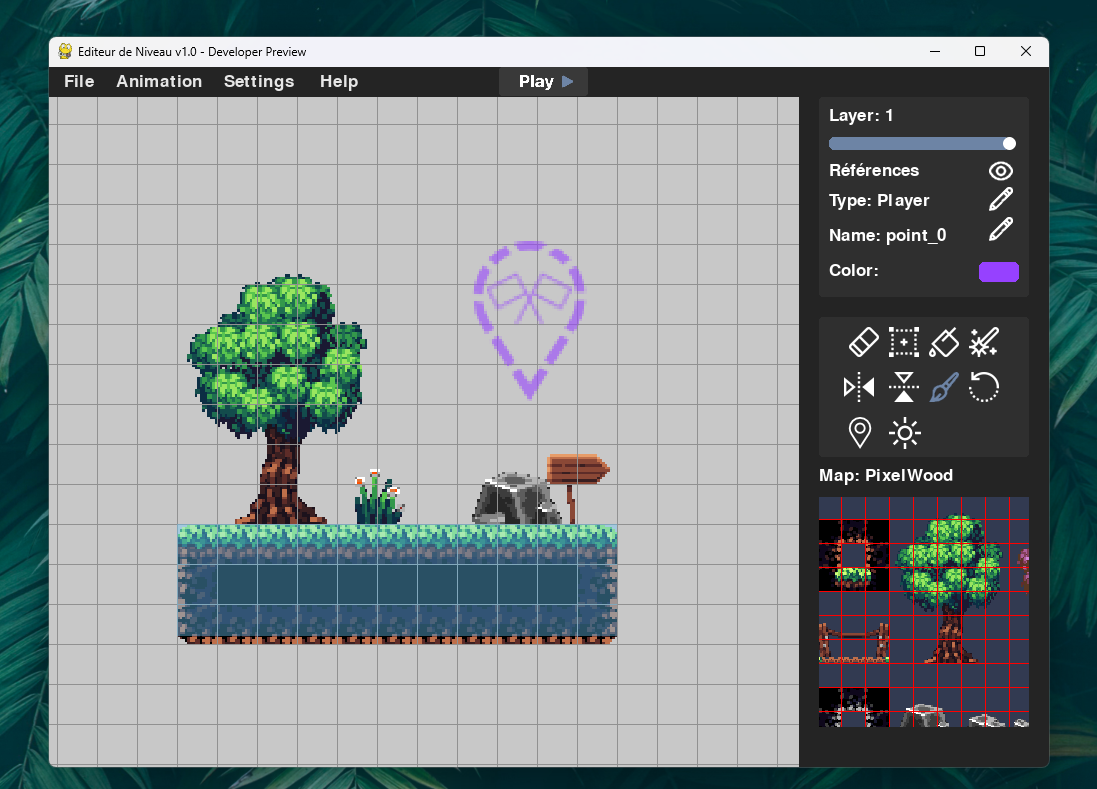 Editeur de Niveau v1.0 - Developer Preview
File Animation Settings Help Play
Layer: 1
Références
Type: Player
Name: point_0
Color:
Map: PixelWood